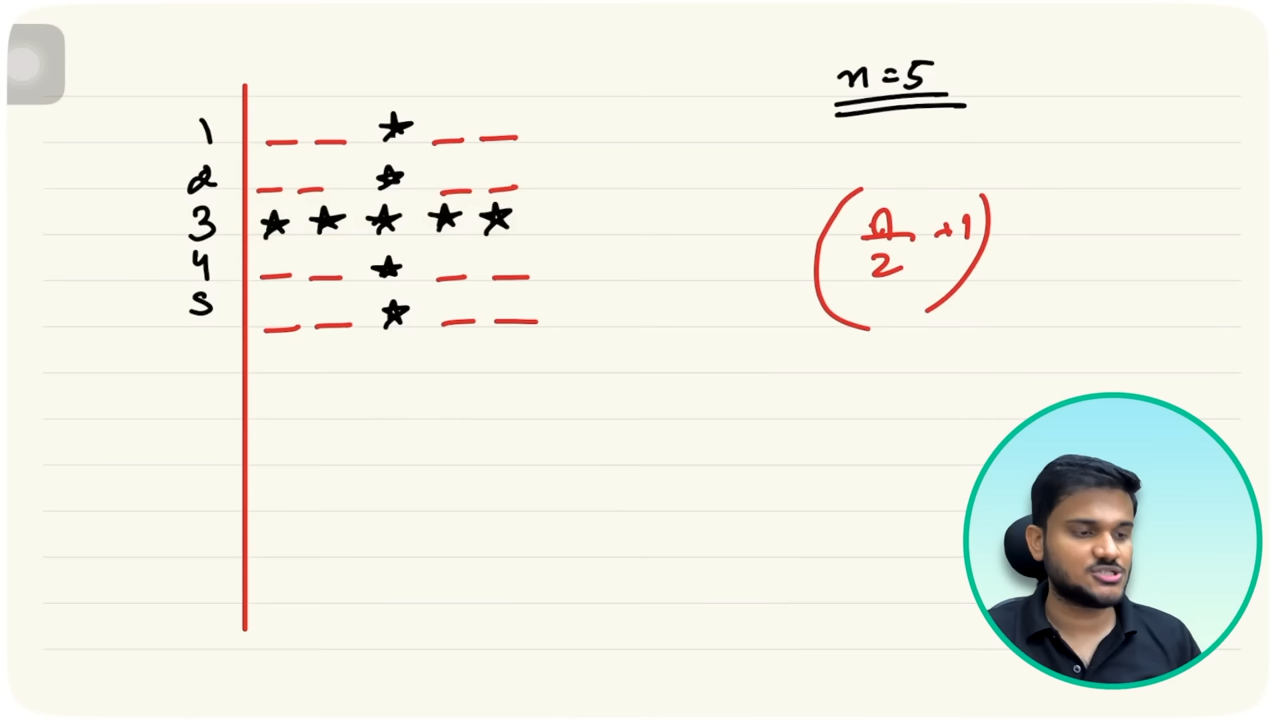 n = 5
1 _ _ ★ _ _
2 _ _ ★ _ _
3 ★ ★ ★ ★ ★
4 _ _ ★ _ _
5 _ _ ★ _ _
(n/2 + 1)